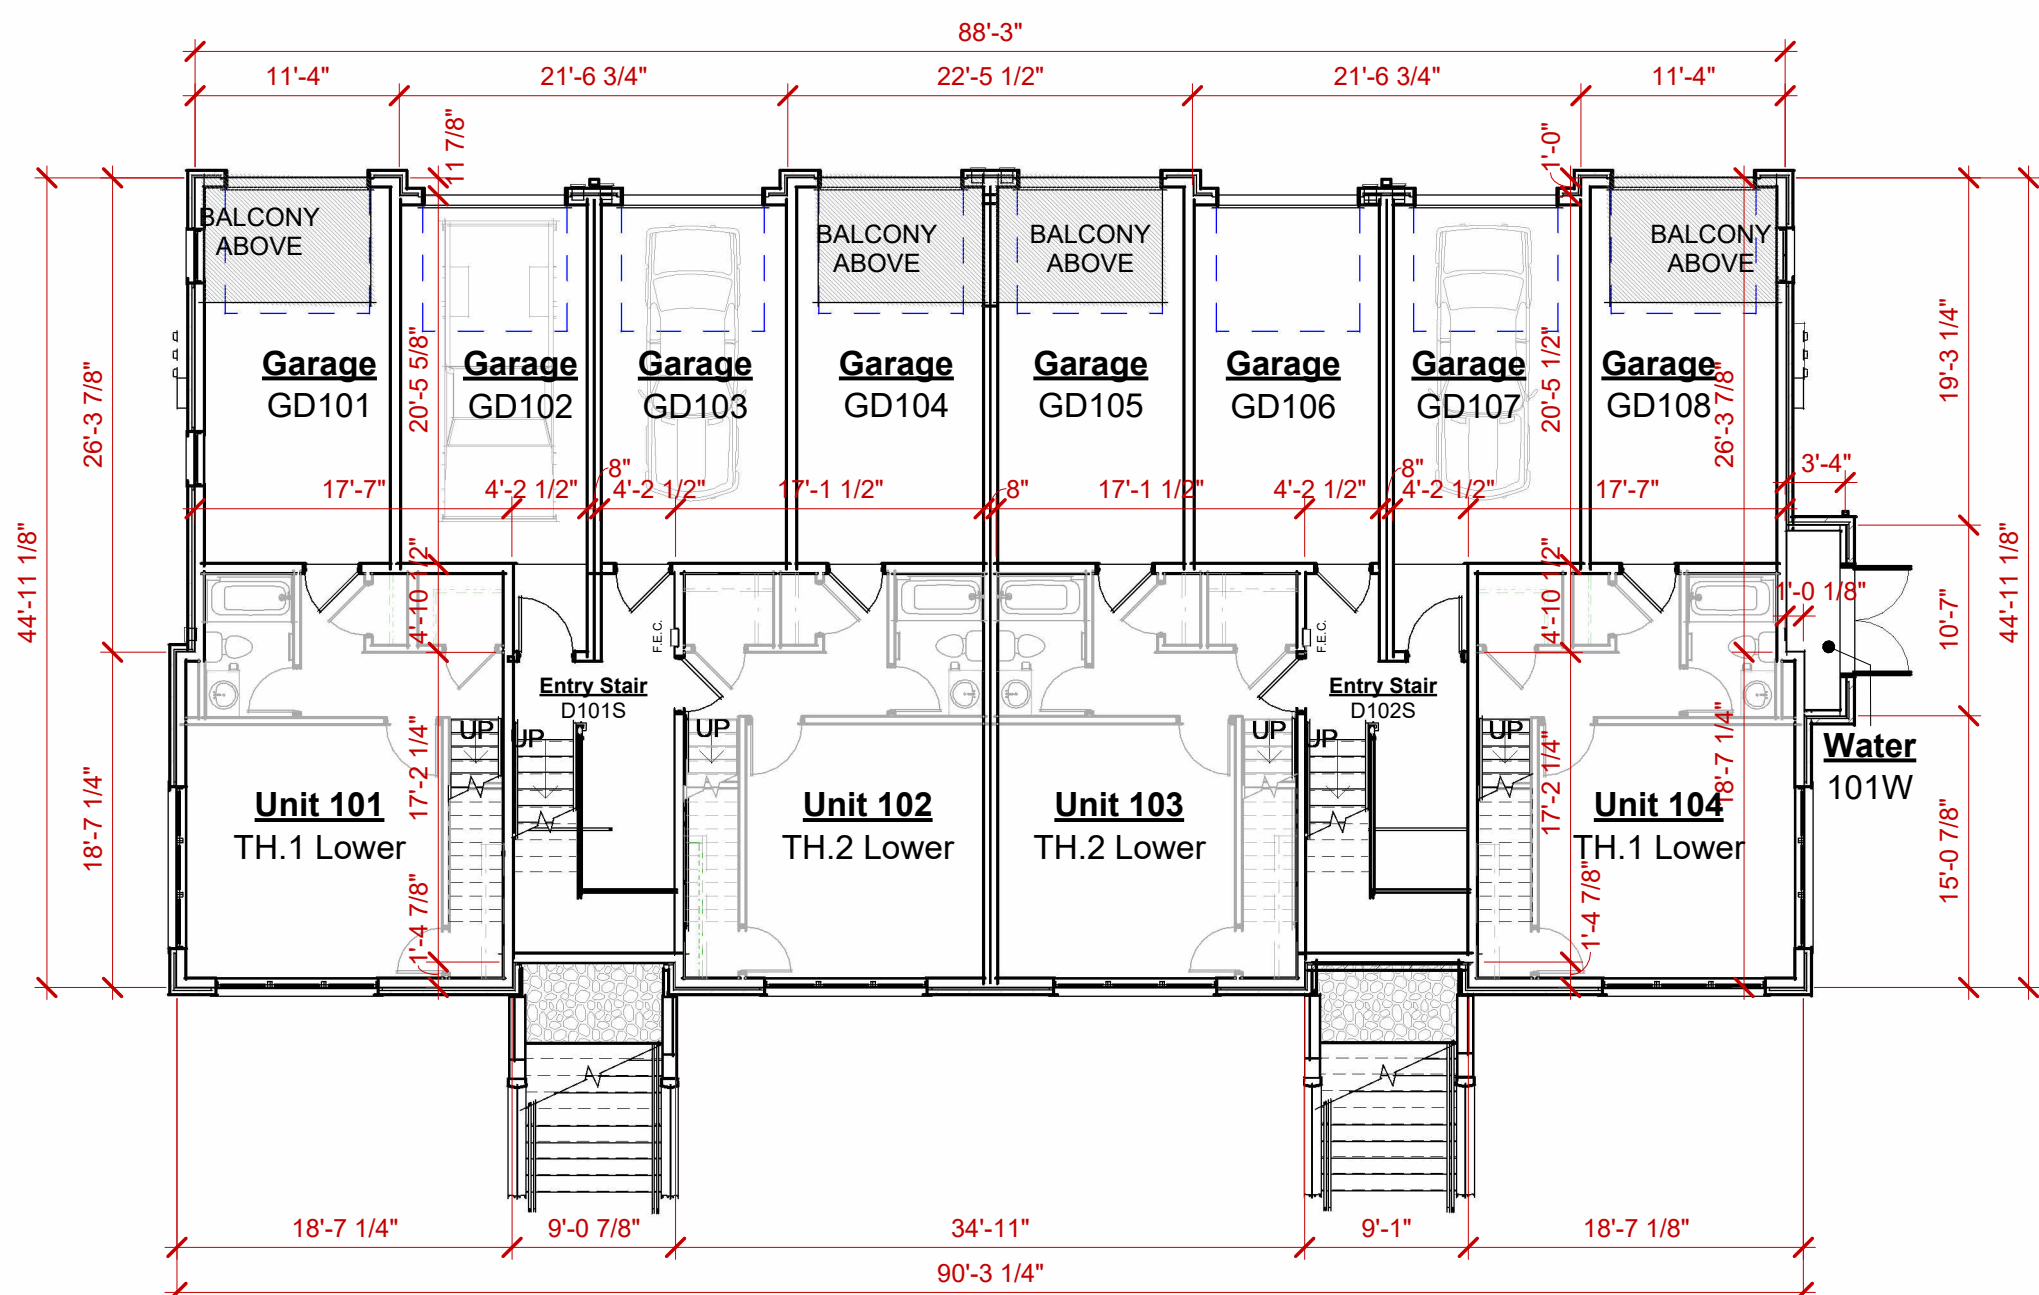 88'-3"
11'-4"
21'-6 3/4"
22'-5 1/2"
21'-6 3/4"
11'-4"
11 7/8"
1'-0"
BALCONY
ABOVE
BALCONY
ABOVE
BALCONY
ABOVE
BALCONY
ABOVE
Garage
GD101
Garage
GD102
Garage
GD103
Garage
GD104
Garage
GD105
Garage
GD106
Garage
GD107
Garage
GD108
26'-3 7/8"
20'-5 5/8"
20'-5 1/2"
26'-3 7/8"
19'-3 1/4"
44'-11 1/8"
44'-11 1/8"
17'-7"
4'-2 1/2"
8"
4'-2 1/2"
17'-1 1/2"
8"
17'-1 1/2"
4'-2 1/2"
8"
4'-2 1/2"
17'-7"
3'-4"
4'-10 1/2"
4'-10 1/2"
1'-0 1/8"
10'-7"
F.E.C.
F.E.C.
Entry Stair
D101S
Entry Stair
D102S
UP
UP
UP
UP
UP
UP
Water
101W
18'-7 1/4"
17'-2 1/4"
17'-2 1/4"
18'-7 1/4"
15'-0 7/8"
Unit 101
TH.1 Lower
Unit 102
TH.2 Lower
Unit 103
TH.2 Lower
Unit 104
TH.1 Lower
1'-4 7/8"
1'-4 7/8"
18'-7 1/4"
9'-0 7/8"
34'-11"
9'-1"
18'-7 1/8"
90'-3 1/4"